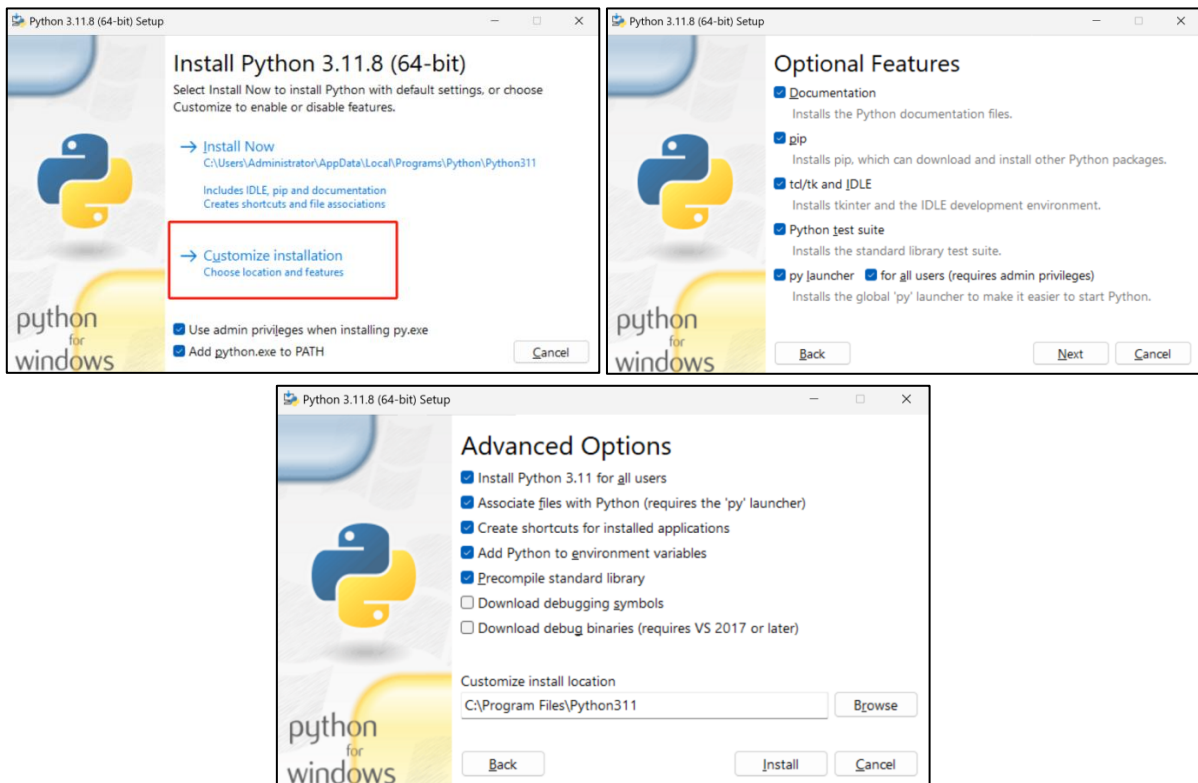 Python 3.11.8 (64-bit) Setup
Install Python 3.11.8 (64-bit)
Select Install Now to install Python with default settings, or choose
Customize to enable or disable features.
Install Now
C:\Users\Administrator\AppData\Local\Programs\Python\Python311
Includes IDLE, pip and documentation
Creates shortcuts and file associations
Customize installation
Choose location and features
Use admin privileges when installing py.exe
Add python.exe to PATH
Cancel
python
for
windows
Python 3.11.8 (64-bit) Setup
Optional Features
Documentation
Installs the Python documentation files.
pip
Installs pip, which can download and install other Python packages.
tcl/tk and IDLE
Installs tkinter and the IDLE development environment.
Python test suite
Installs the standard library test suite.
py launcher for all users (requires admin privileges)
Installs the global 'py' launcher to make it easier to start Python.
python
for
windows
Back Next Cancel
Python 3.11.8 (64-bit) Setup
Advanced Options
Install Python 3.11 for all users
Associate files with Python (requires the 'py' launcher)
Create shortcuts for installed applications
Add Python to environment variables
Precompile standard library
Download debugging symbols
Download debug binaries (requires VS 2017 or later)
Customize install location
C:\Program Files\Python311 Browse
python
for
windows
Back Install Cancel